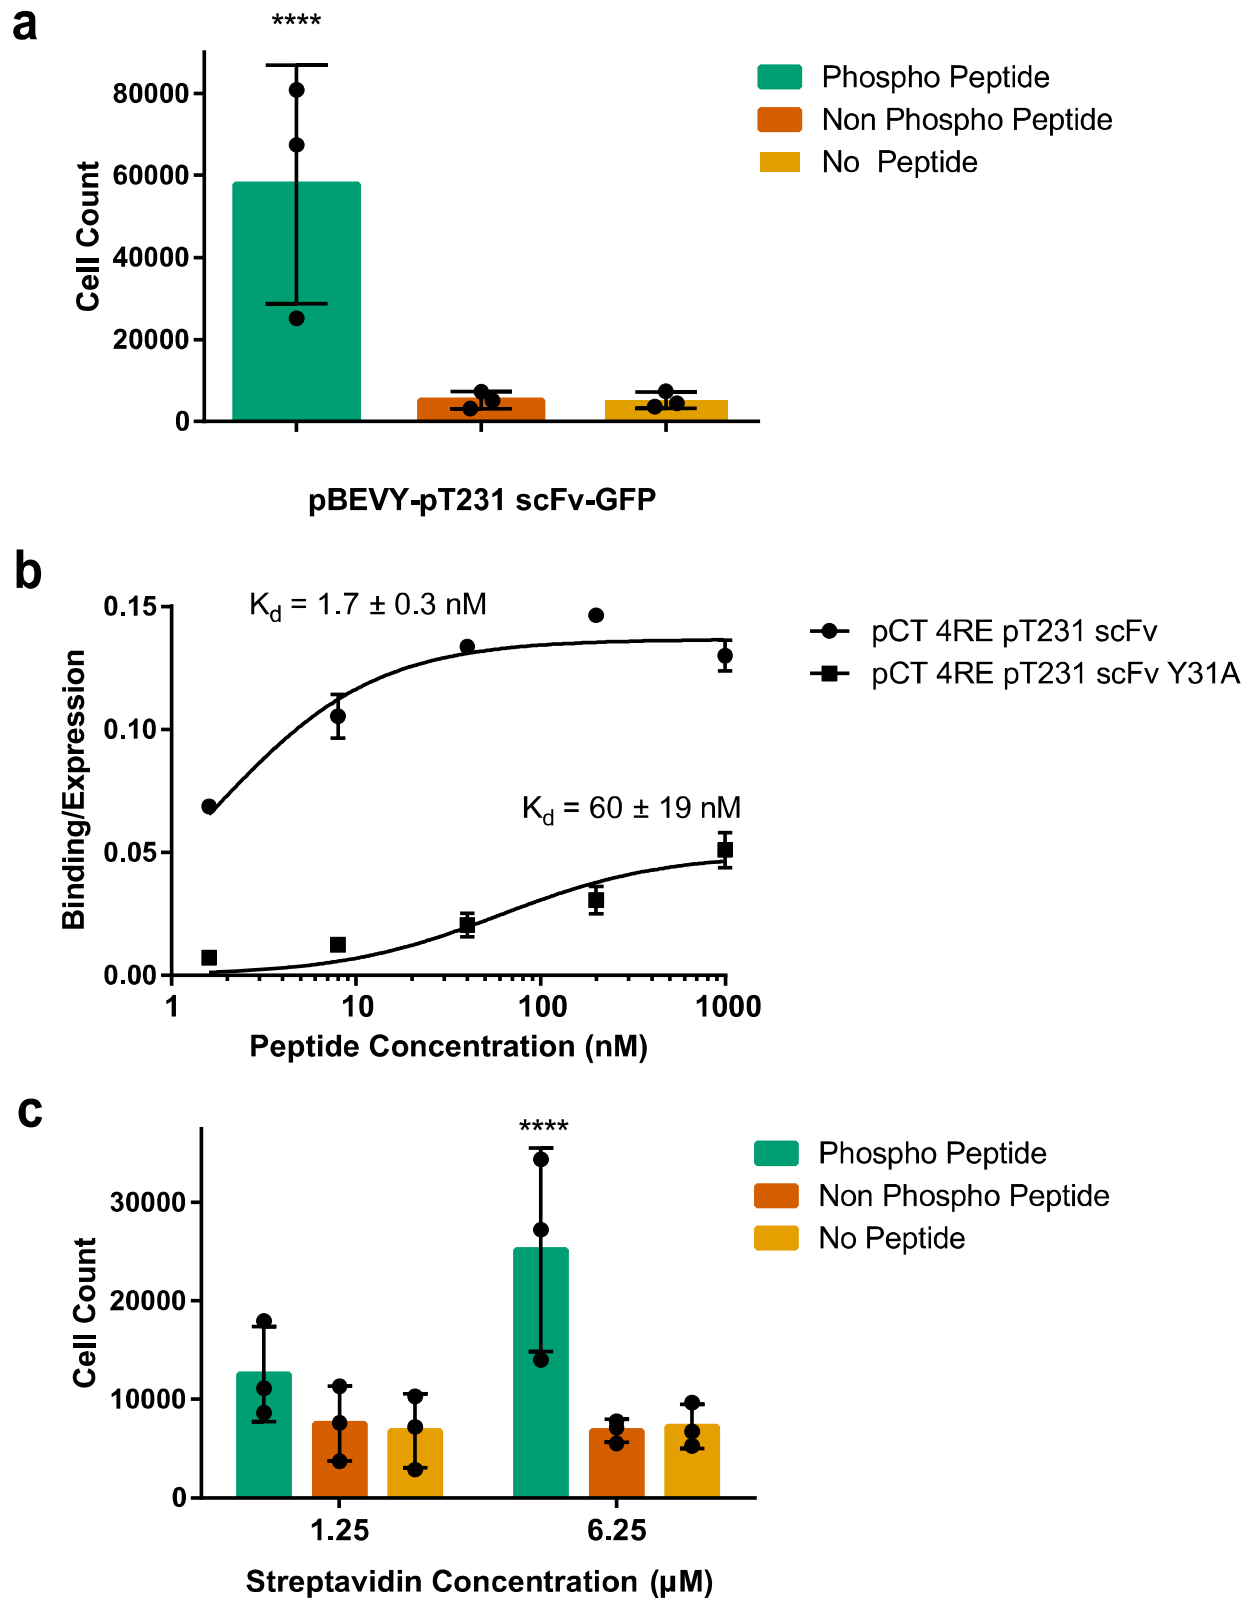 a
****
80000
60000
40000
20000
0
Cell Count
Phospho Peptide
Non Phospho Peptide
No Peptide
pBEVY-pT231 scFv-GFP
b
Kd = 1.7 ± 0.3 nM
Kd = 60 ± 19 nM
0.15
0.10
0.05
0.00
Binding/Expression
1 10 100 1000
Peptide Concentration (nM)
pCT 4RE pT231 scFv
pCT 4RE pT231 scFv Y31A
c
****
30000
20000
10000
0
Cell Count
1.25 6.25
Streptavidin Concentration (µM)
Phospho Peptide
Non Phospho Peptide
No Peptide